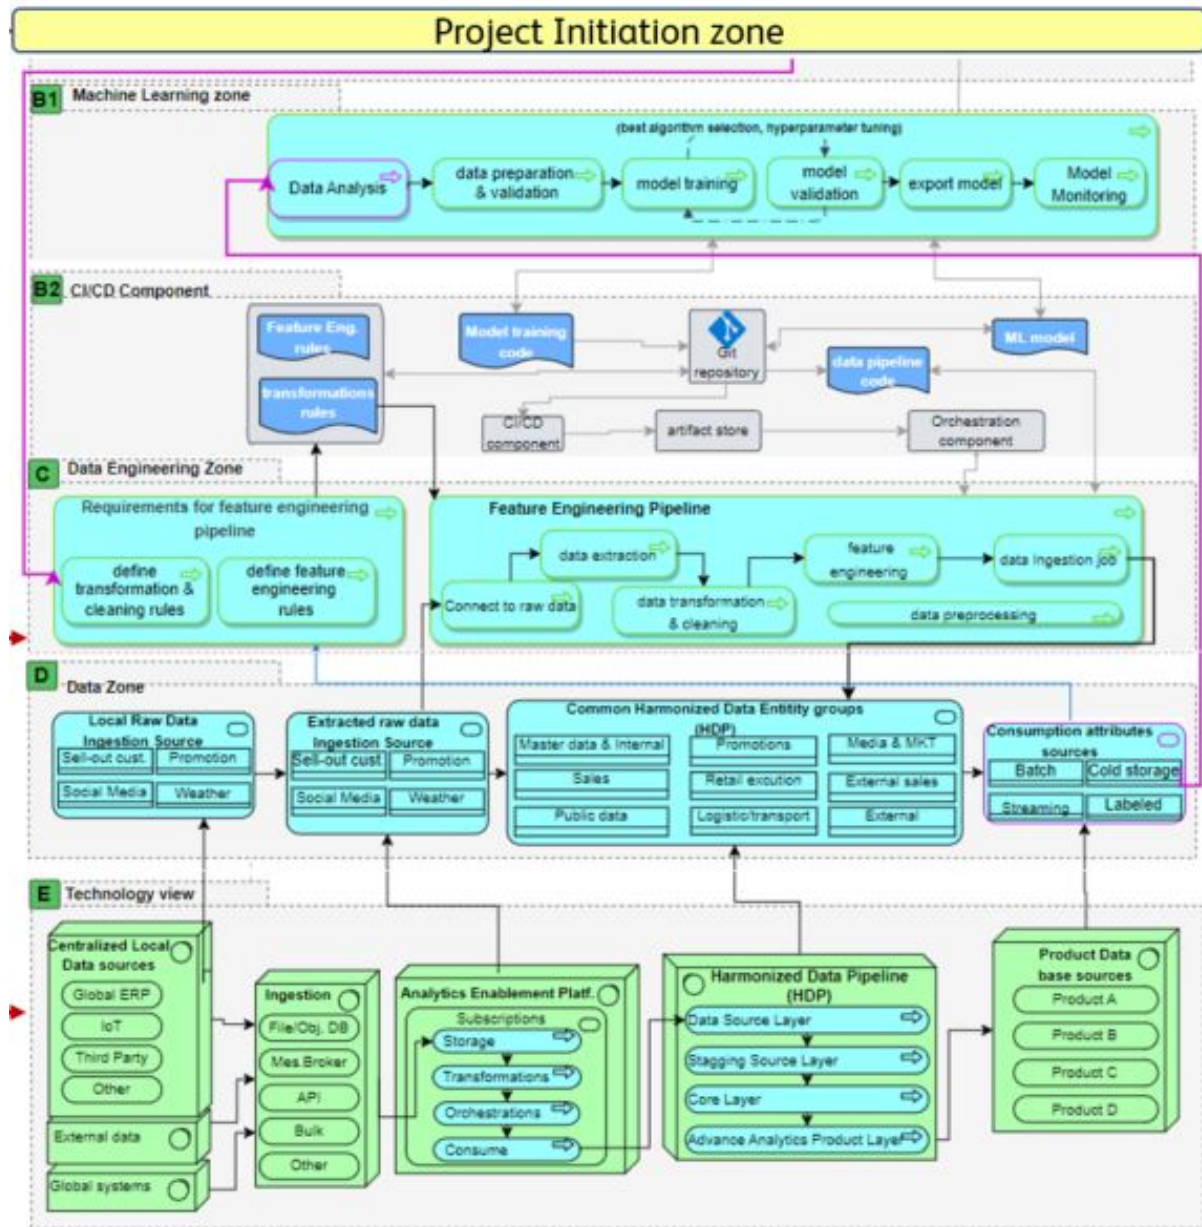 Project Initiation zone
B1
Machine Learning zone
(best algorithm selection, hyperparameter tuning)
Data Analysis
data preparation
& validation
model training
model
validation
export model
Model
Monitoring
B2
CI/CD Component
Feature Eng.
rules
transformations
rules
Model training
code
Git
repository
data pipeline
code
ML model
CI/CD
component
artifact store
Orchestration
component
C
Data Engineering Zone
Requirements for feature engineering
pipeline
define
transformation &
cleaning rules
define feature
engineering
rules
Feature Engineering Pipeline
Connect to raw data
data extraction
data transformation
& cleaning
feature
engineering
data Ingestion job
data preprocessing
D
Data Zone
Local Raw Data
Ingestion Source
Sell-out cust.
Promotion
Social Media
Weather
Extracted raw data
Ingestion Source
Sell-out cust.
Promotion
Social Media
Weather
Common Harmonized Data Entitity groups
(HDP)
Master data & Internal
Promotions
Media & MKT
Sales
Retail excution
External sales
Public data
Logistic/transport
External
Consumption attributes
sources
Batch
Cold storage
Streaming
Labeled
E
Technology view
Centralized Local
Data sources
Global ERP
IoT
Third Party
Other
External data
Global systems
Ingestion
File/Obj. DB
Mes.Broker
API
Bulk
Other
Analytics Enablement Platf.
Subscriptions
Storage
Transformations
Orchestrations
Consume
Harmonized Data Pipeline
(HDP)
Data Source Layer
Stagging Source Layer
Core Layer
Advance Analytics Product Layer
Product Data
base sources
Product A
Product B
Product C
Product D